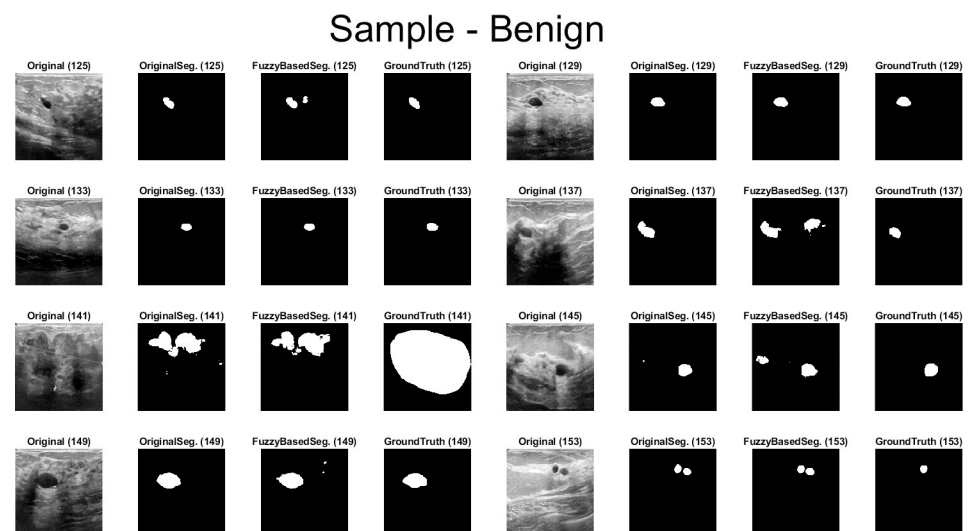 Sample - Benign
Original (125) OriginalSeg. (125) FuzzyBasedSeg. (125) GroundTruth (125) Original (129) OriginalSeg. (129) FuzzyBasedSeg. (129) GroundTruth (129)
Original (133) OriginalSeg. (133) FuzzyBasedSeg. (133) GroundTruth (133) Original (137) OriginalSeg. (137) FuzzyBasedSeg. (137) GroundTruth (137)
Original (141) OriginalSeg. (141) FuzzyBasedSeg. (141) GroundTruth (141) Original (145) OriginalSeg. (145) FuzzyBasedSeg. (145) GroundTruth (145)
Original (149) OriginalSeg. (149) FuzzyBasedSeg. (149) GroundTruth (149) Original (153) OriginalSeg. (153) FuzzyBasedSeg. (153) GroundTruth (153)